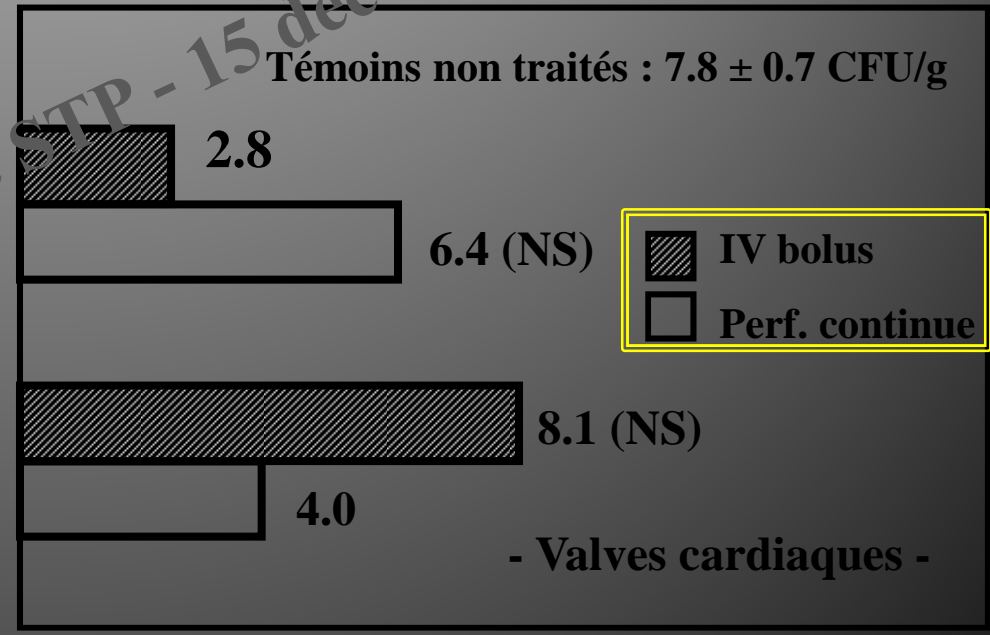 STP - 15 déc
Témoins non traités : 7.8 ± 0.7 CFU/g
2.8
6.4 (NS)
IV bolus
Perf. continue
8.1 (NS)
4.0
- Valves cardiaques -